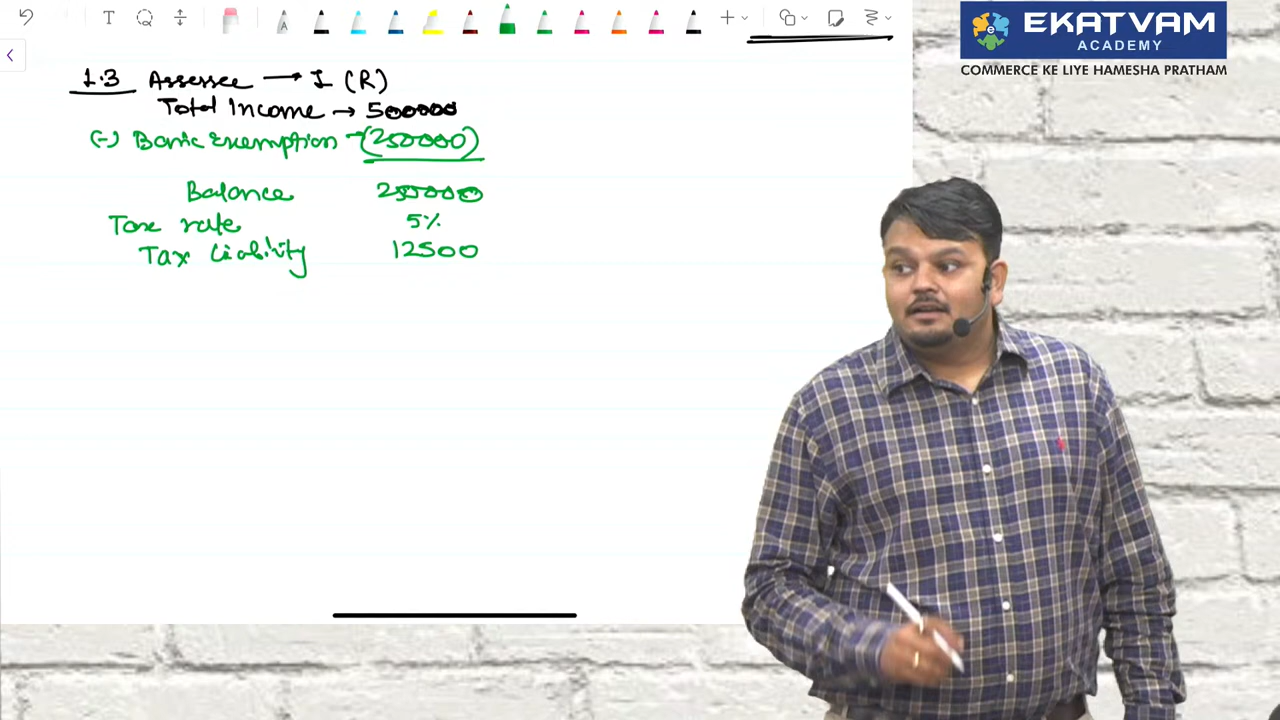 EKATVAM
ACADEMY
COMMERCE KE LIYE HAMESHA PRATHAM
1.3 Assessee → I (R)
Total Income → 500000
(-) Basic exemption → (250000)
Balance 250000
Tax rate 5%
Tax Liability 12500